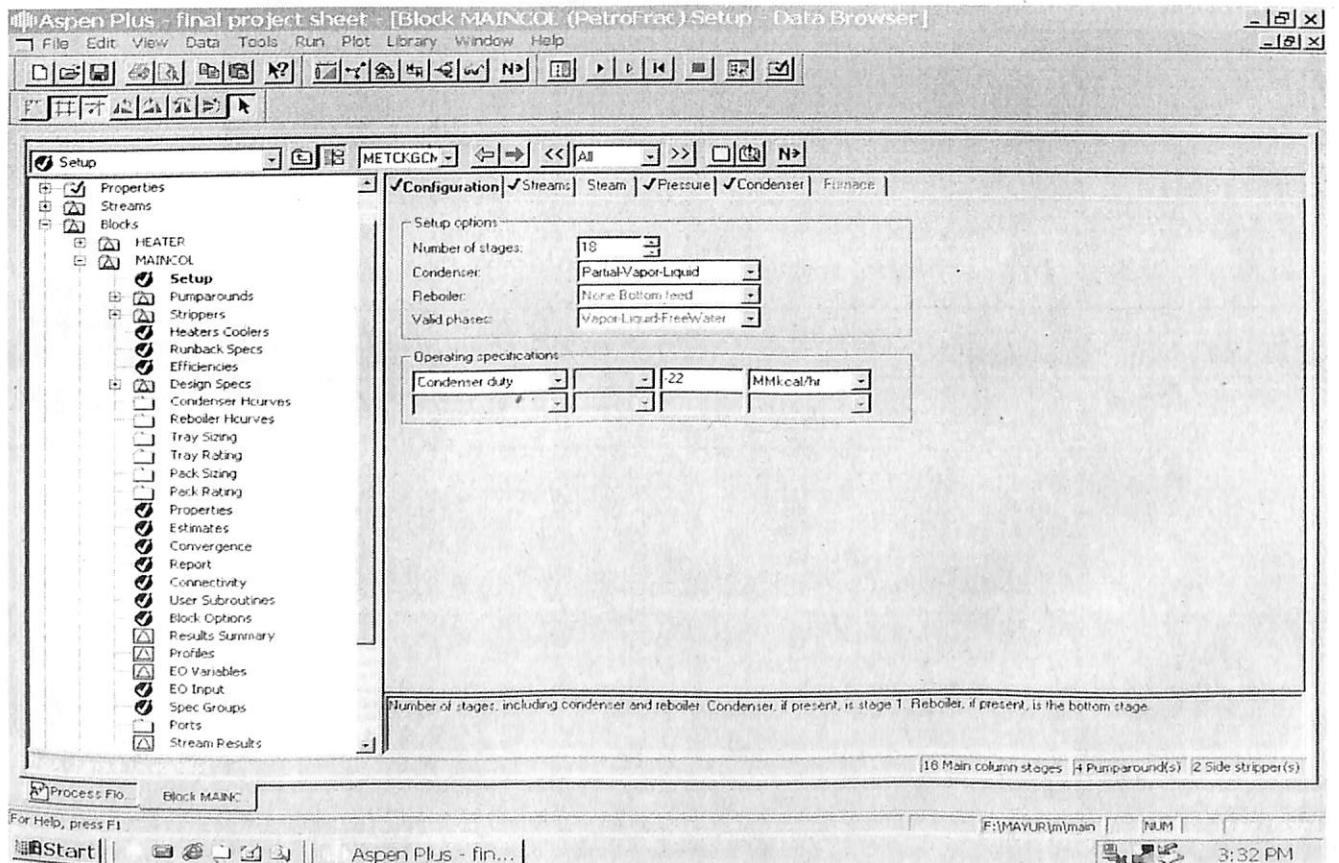 Aspen Plus - final project sheet - [Block MAINCOL (PetroFrac) Setup - Data Browser]
File Edit View Data Tools Run Plot Library Window Help
N>
Setup
METCKGCM
<< All >> N>
Properties
Streams
Blocks
HEATER
MAINCOL
Setup
Pumparounds
Strippers
Heaters Coolers
Runback Specs
Efficiencies
Design Specs
Condenser Hcurves
Reboiler Hcurves
Tray Sizing
Tray Rating
Pack Sizing
Pack Rating
Properties
Estimates
Convergence
Report
Connectivity
User Subroutines
Block Options
Results Summary
Profiles
EO Variables
EO Input
Spec Groups
Ports
Stream Results
Configuration Streams Steam Pressure Condenser Furnace
Setup options
Number of stages: 18
Condenser: Partial-Vapor-Liquid
Reboiler: None-Bottom feed
Valid phases: Vapor-Liquid-FreeWater
Operating specifications
Condenser duty -22 MMkcal/hr
Number of stages, including condenser and reboiler. Condenser, if present, is stage 1. Reboiler, if present, is the bottom stage.
18 Main column stages 4 Pumparound(s) 2 Side stripper(s)
Process Flo... Block MAINC
For Help, press F1
F:\MAYUR\m\main NUM
Start Aspen Plus - fin... 3:32 PM